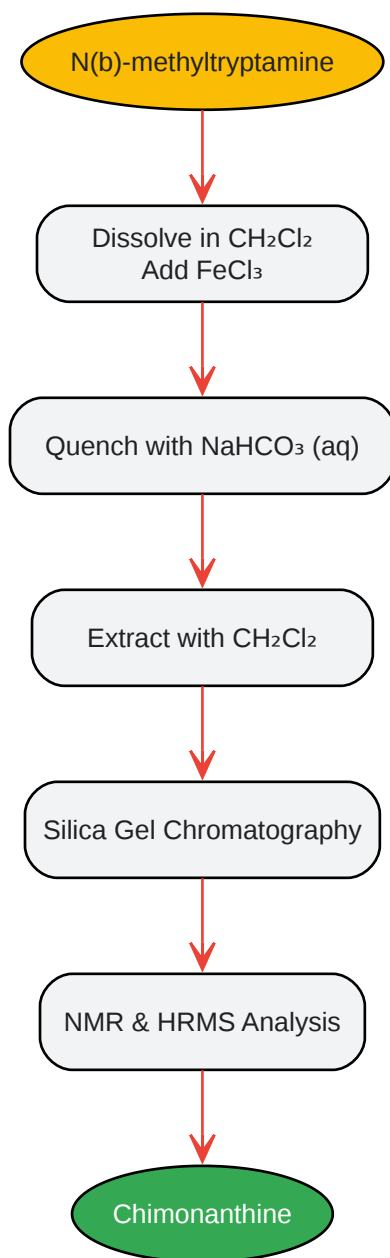 N(b)-methyltryptamine
Dissolve in CH₂Cl₂
Add FeCl₃
Quench with NaHCO₃ (aq)
Extract with CH₂Cl₂
Silica Gel Chromatography
NMR & HRMS Analysis
Chimonanthine